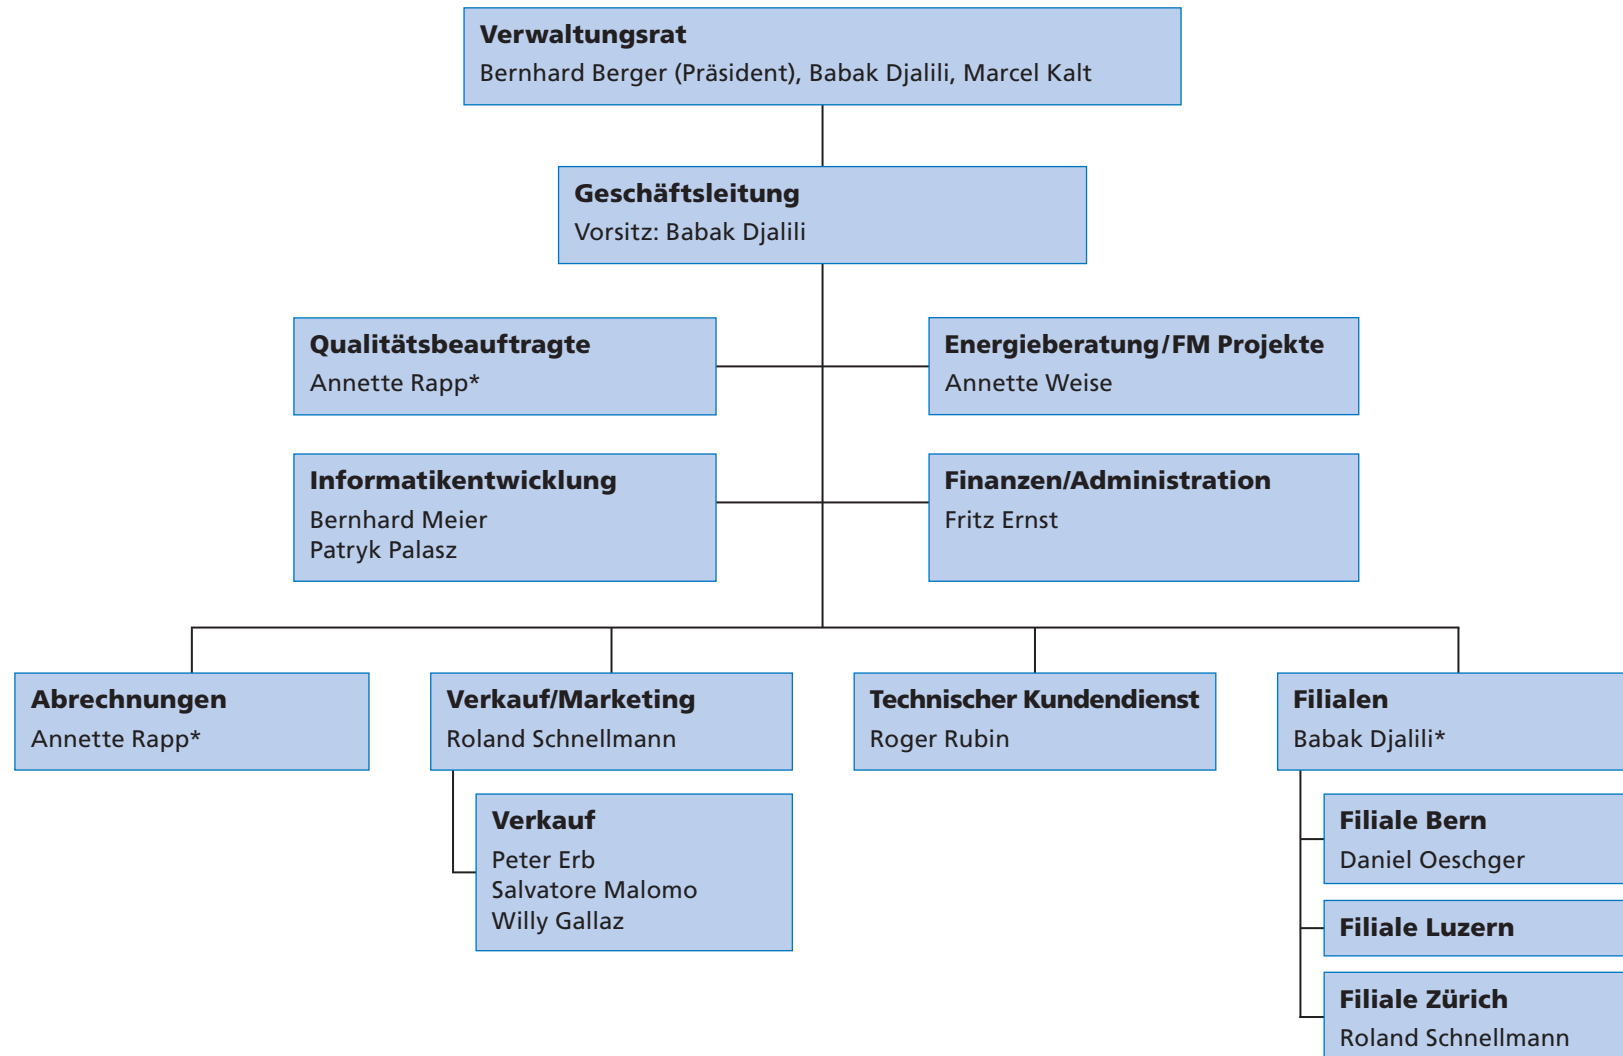 Verwaltungsrat
Bernhard Berger (Präsident), Babak Djalili, Marcel Kalt
Geschäftsleitung
Vorsitz: Babak Djalili
Qualitätsbeauftragte
Annette Rapp*
Energieberatung/FM Projekte
Annette Weise
Informatikentwicklung
Bernhard Meier
Patryk Palasz
Finanzen/Administration
Fritz Ernst
Abrechnungen
Annette Rapp*
Verkauf/Marketing
Roland Schnellmann
Technischer Kundendienst
Roger Rubin
Filialen
Babak Djalili*
Verkauf
Peter Erb
Salvatore Malomo
Willy Gallaz
Filiale Bern
Daniel Oeschger
Filiale Luzern
Filiale Zürich
Roland Schnellmann